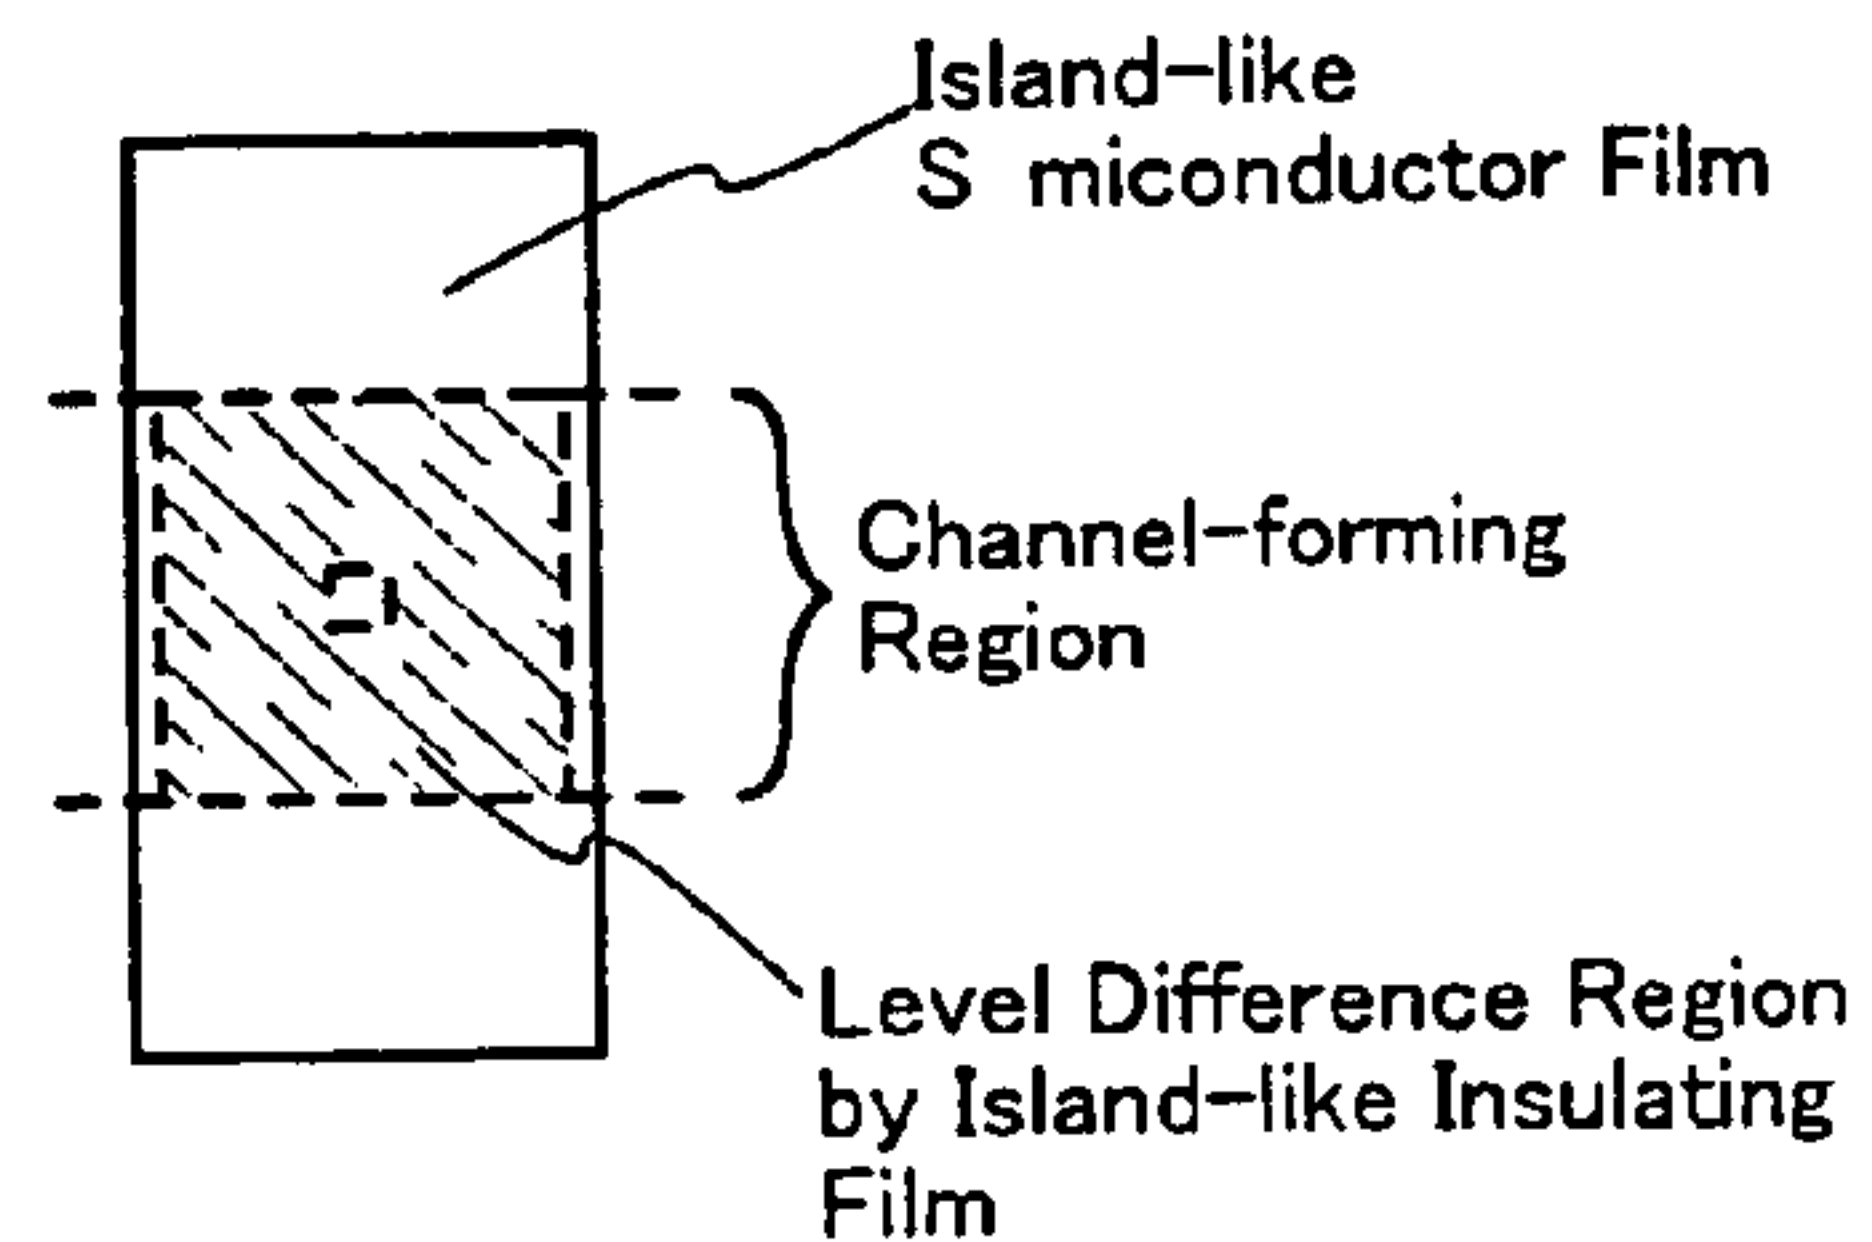 Island-like
S miconductor Film
Channel-forming
Region
Level Difference Region
by Island-like Insulating
Film